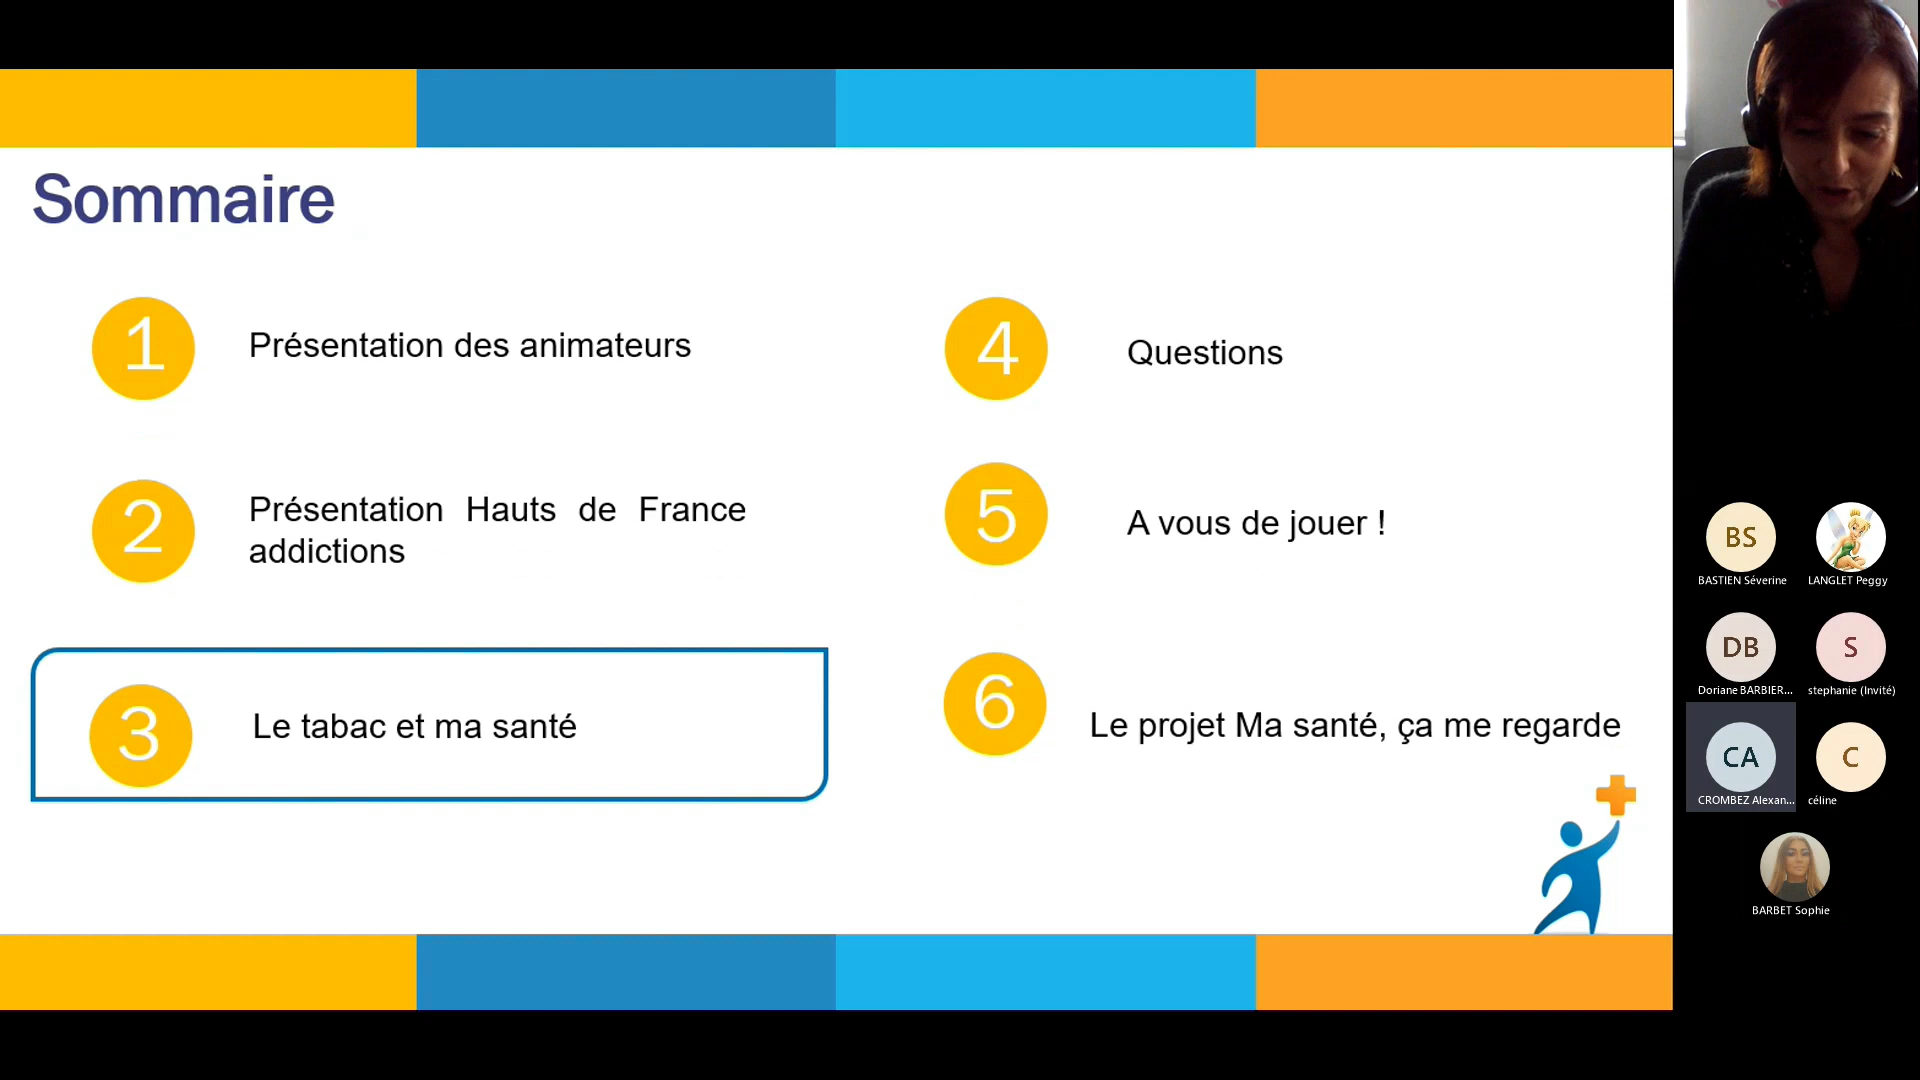 Sommaire
1
Présentation des animateurs
2
Présentation Hauts de France
addictions
3
Le tabac et ma santé
4
Questions
5
A vous de jouer !
6
Le projet Ma santé, ça me regarde
BS
BASTIEN Séverine
LANGLET Peggy
DB
Doriane BARBIER...
S
stephanie (Invité)
CA
CROMBEZ Alexan...
C
céline
BARBET Sophie